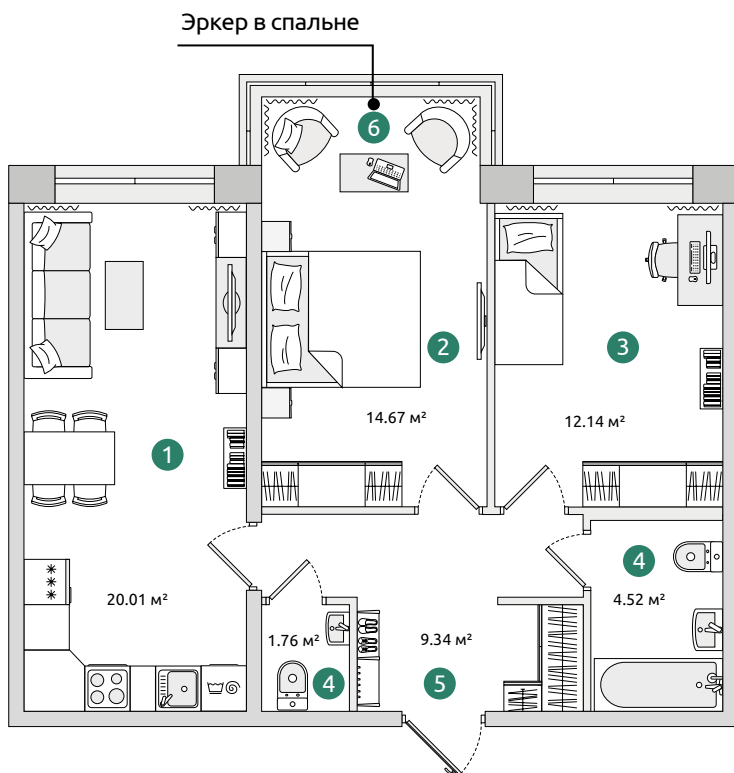 Эркер в спальне
6
2
3
14.67 м²
12.14 м²
1
4
20.01 м²
4.52 м²
1.76 м²
9.34 м²
4
5